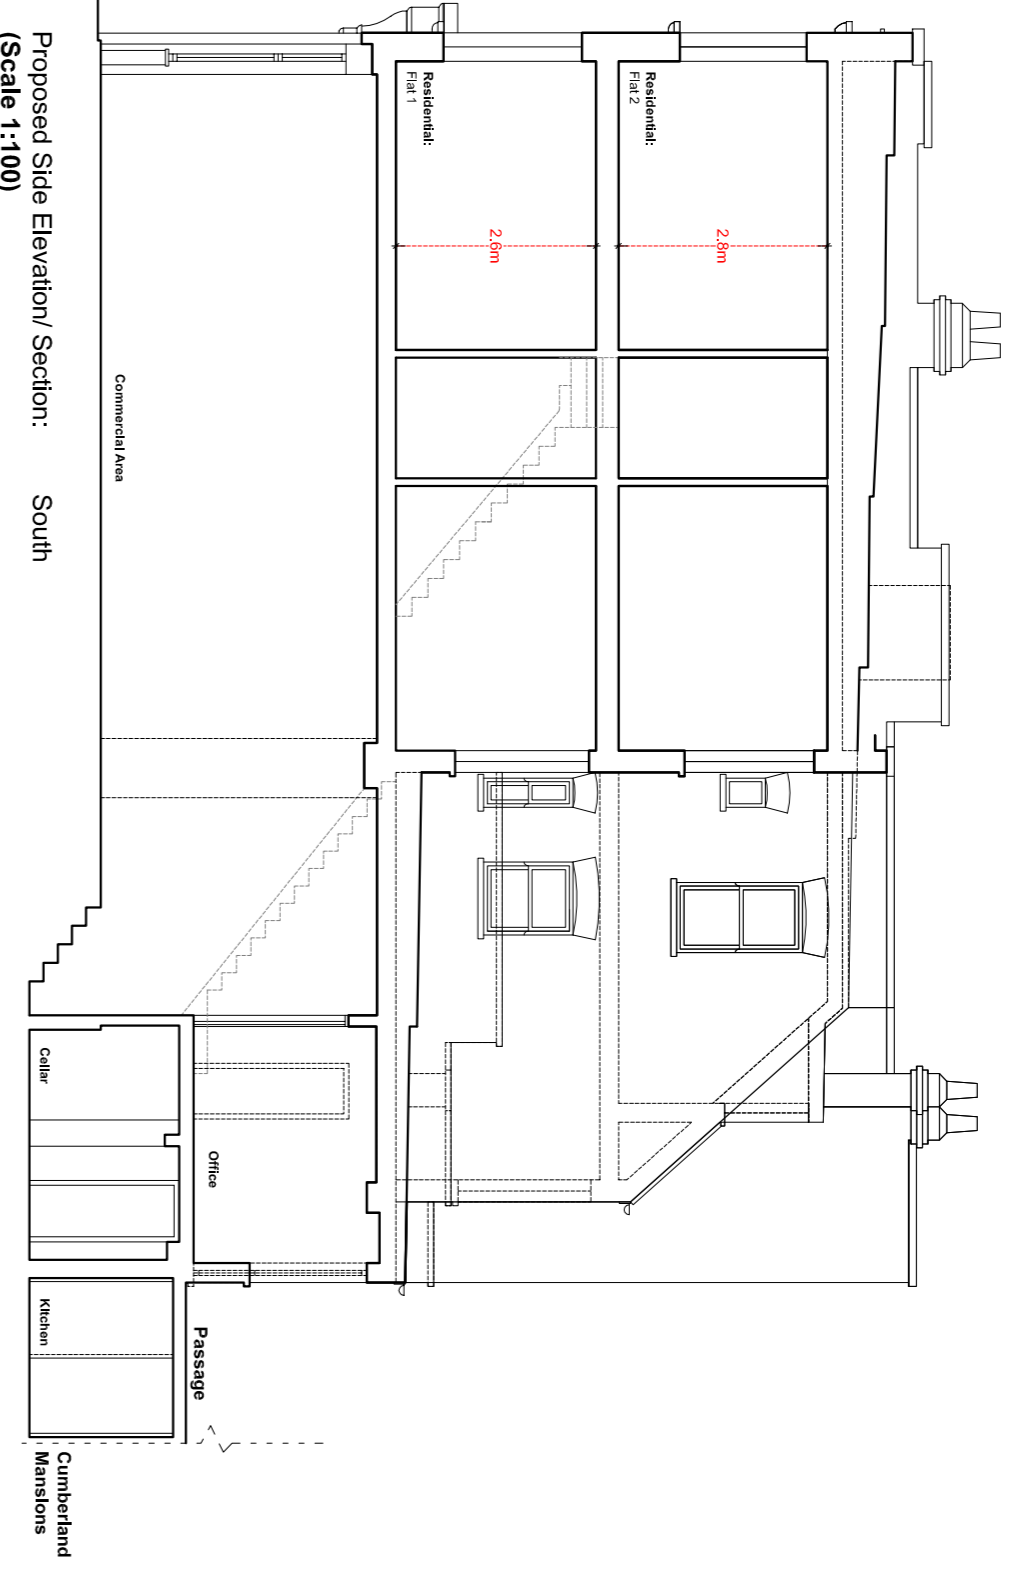 Residential:
Flat 2
2.8m
Residential:
Flat 1
2.6m
Commercial Area
Office
Cellar
Kitchen
Passage
Cumberland
Mansions
Proposed Side Elevation/ Section: South
(Scale 1:100)